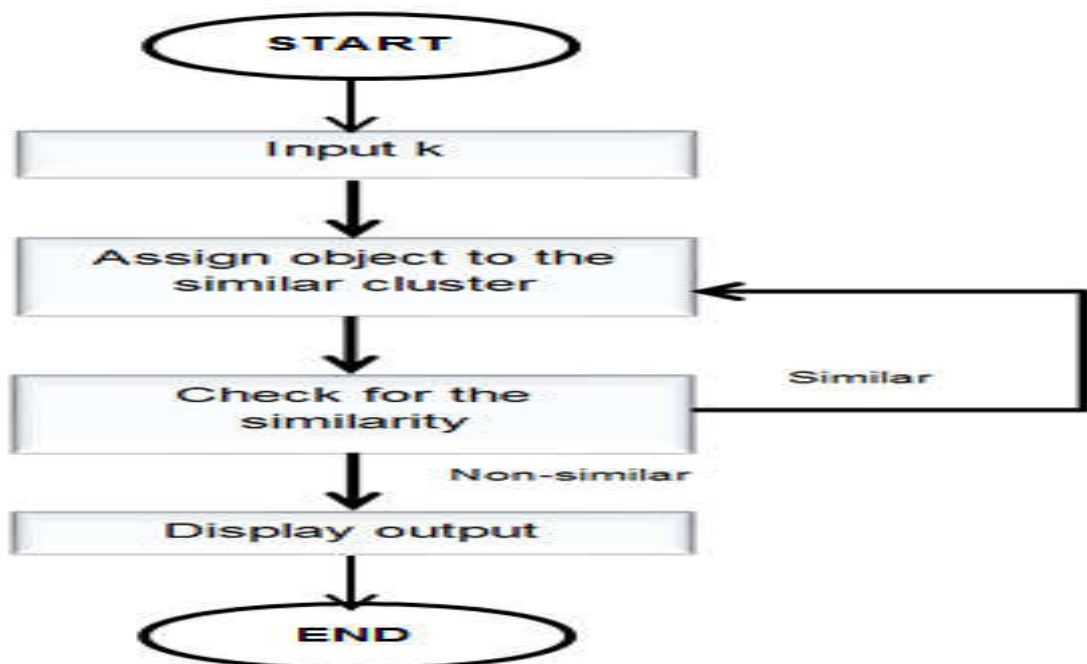 START
Input k
Assign object to the
similar cluster
Check for the
similarity
Similar
Non-similar
Display output
END